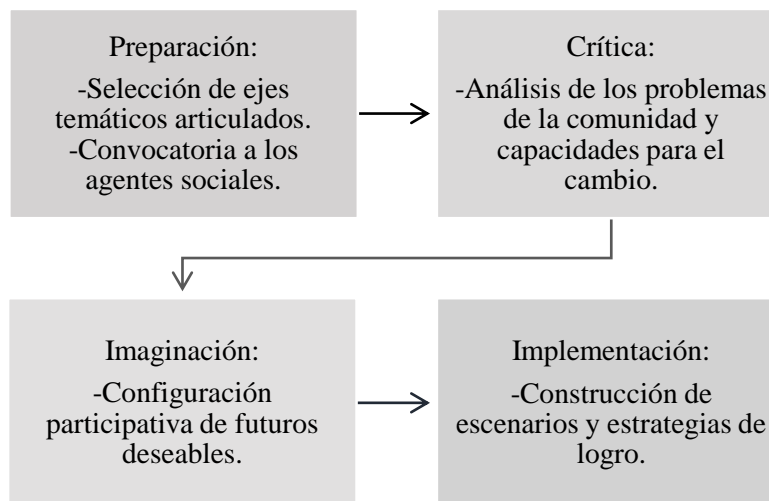 Preparación:
-Selección de ejes
temáticos articulados.
-Convocatoria a los
agentes sociales.
Crítica:
-Análisis de los problemas
de la comunidad y
capacidades para el
cambio.
Imaginación:
-Configuración
participativa de futuros
deseables.
Implementación:
-Construcción de
escenarios y estrategias de
logro.